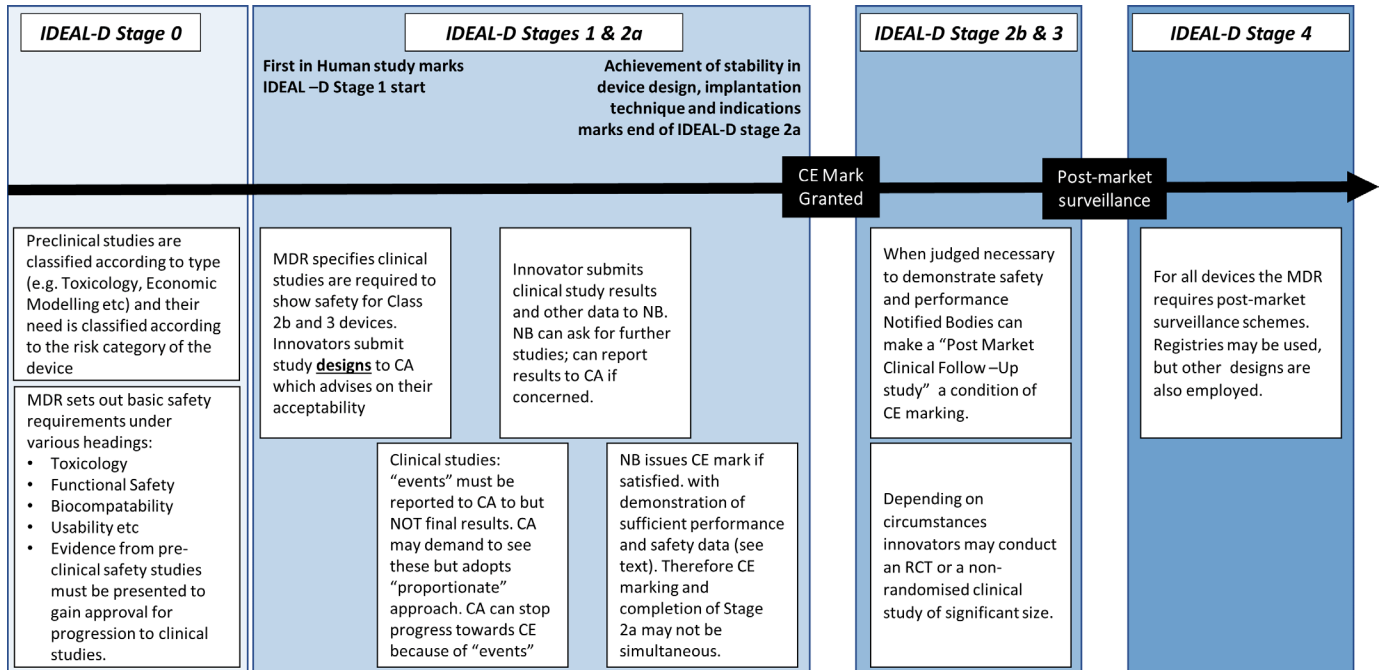 IDEAL-D Stage 0
IDEAL-D Stages 1 & 2a
IDEAL-D Stage 2b & 3
IDEAL-D Stage 4
First in Human study marks
IDEAL –D Stage 1 start
Achievement of stability in
device design, implantation
technique and indications
marks end of IDEAL-D stage 2a
CE Mark
Granted
Post-market
surveillance
Preclinical studies are
classified according to type
(e.g. Toxicology, Economic
Modelling etc) and their
need is classified according
to the risk category of the
device
MDR sets out basic safety
requirements under
various headings:
• Toxicology
• Functional Safety
• Biocompatability
• Usability etc
• Evidence from pre-
clinical safety studies
must be presented to
gain approval for
progression to clinical
studies.
MDR specifies clinical
studies are required to
show safety for Class
2b and 3 devices.
Innovators submit
study designs to CA
which advises on their
acceptability
Innovator submits
clinical study results
and other data to NB.
NB can ask for further
studies; can report
results to CA if
concerned.
Clinical studies:
“events” must be
reported to CA to but
NOT final results. CA
may demand to see
these but adopts
“proportionate”
approach. CA can stop
progress towards CE
because of “events”
NB issues CE mark if
satisfied. with
demonstration of
sufficient performance
and safety data (see
text). Therefore CE
marking and
completion of Stage
2a may not be
simultaneous.
When judged necessary
to demonstrate safety
and performance
Notified Bodies can
make a “Post Market
Clinical Follow –Up
study” a condition of
CE marking.
Depending on
circumstances
innovators may conduct
an RCT or a non-
randomised clinical
study of significant size.
For all devices the MDR
requires post-market
surveillance schemes.
Registries may be used,
but other designs are
also employed.